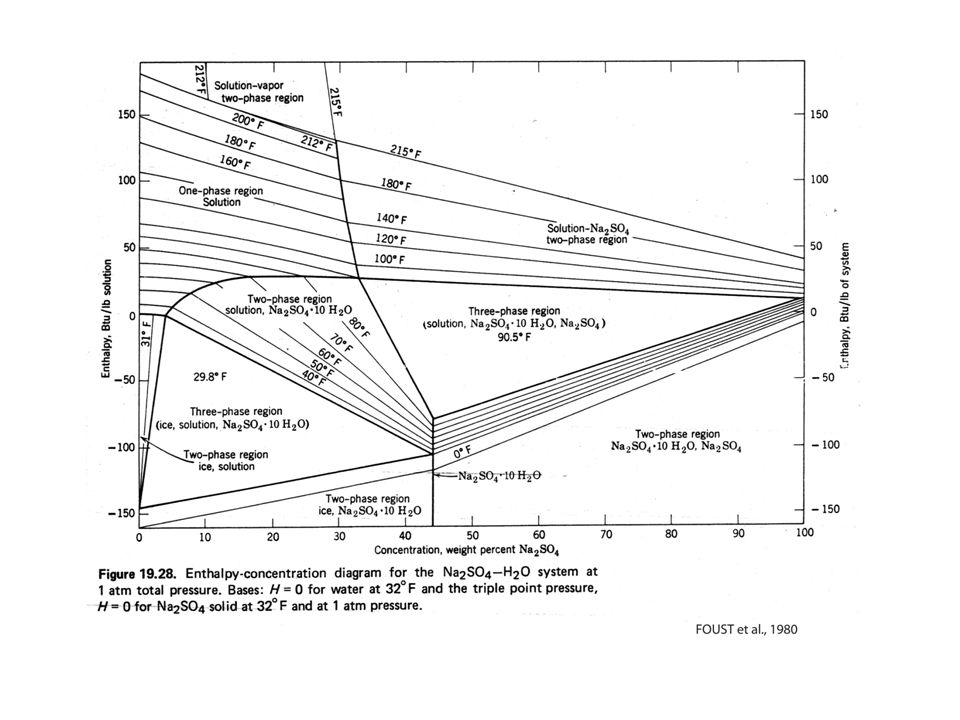 212°F
Solution-vapor
two-phase region
215°F
150
150
200°F
212°F
180°F
215°F
160°F
100
100
180°F
One-phase region
Solution
140°F
Solution-Na₂SO₄
two-phase region
120°F
50
50
100°F
Two-phase region
solution, Na₂SO₄·10 H₂O
Three-phase region
(solution, Na₂SO₄·10 H₂O, Na₂SO₄)
90.5°F
0
0
31°F
80°F
70°F
60°F
50°F
40°F
Enthalpy, Btu/lb solution
Enthalpy, Btu/lb of system
29.8°F
−50
−50
Three-phase region
(ice, solution, Na₂SO₄·10 H₂O)
Two-phase region
Na₂SO₄·10 H₂O, Na₂SO₄
−100
−100
Two-phase region
ice, solution
0°F
Na₂SO₄·10 H₂O
Two-phase region
ice, Na₂SO₄·10 H₂O
−150
−150
0 10 20 30 40 50 60 70 80 90 100
Concentration, weight percent Na₂SO₄
Figure 19.28. Enthalpy-concentration diagram for the Na₂SO₄—H₂O system at
1 atm total pressure. Bases: H = 0 for water at 32°F and the triple point pressure,
H = 0 for Na₂SO₄ solid at 32°F and at 1 atm pressure.
FOUST et al., 1980